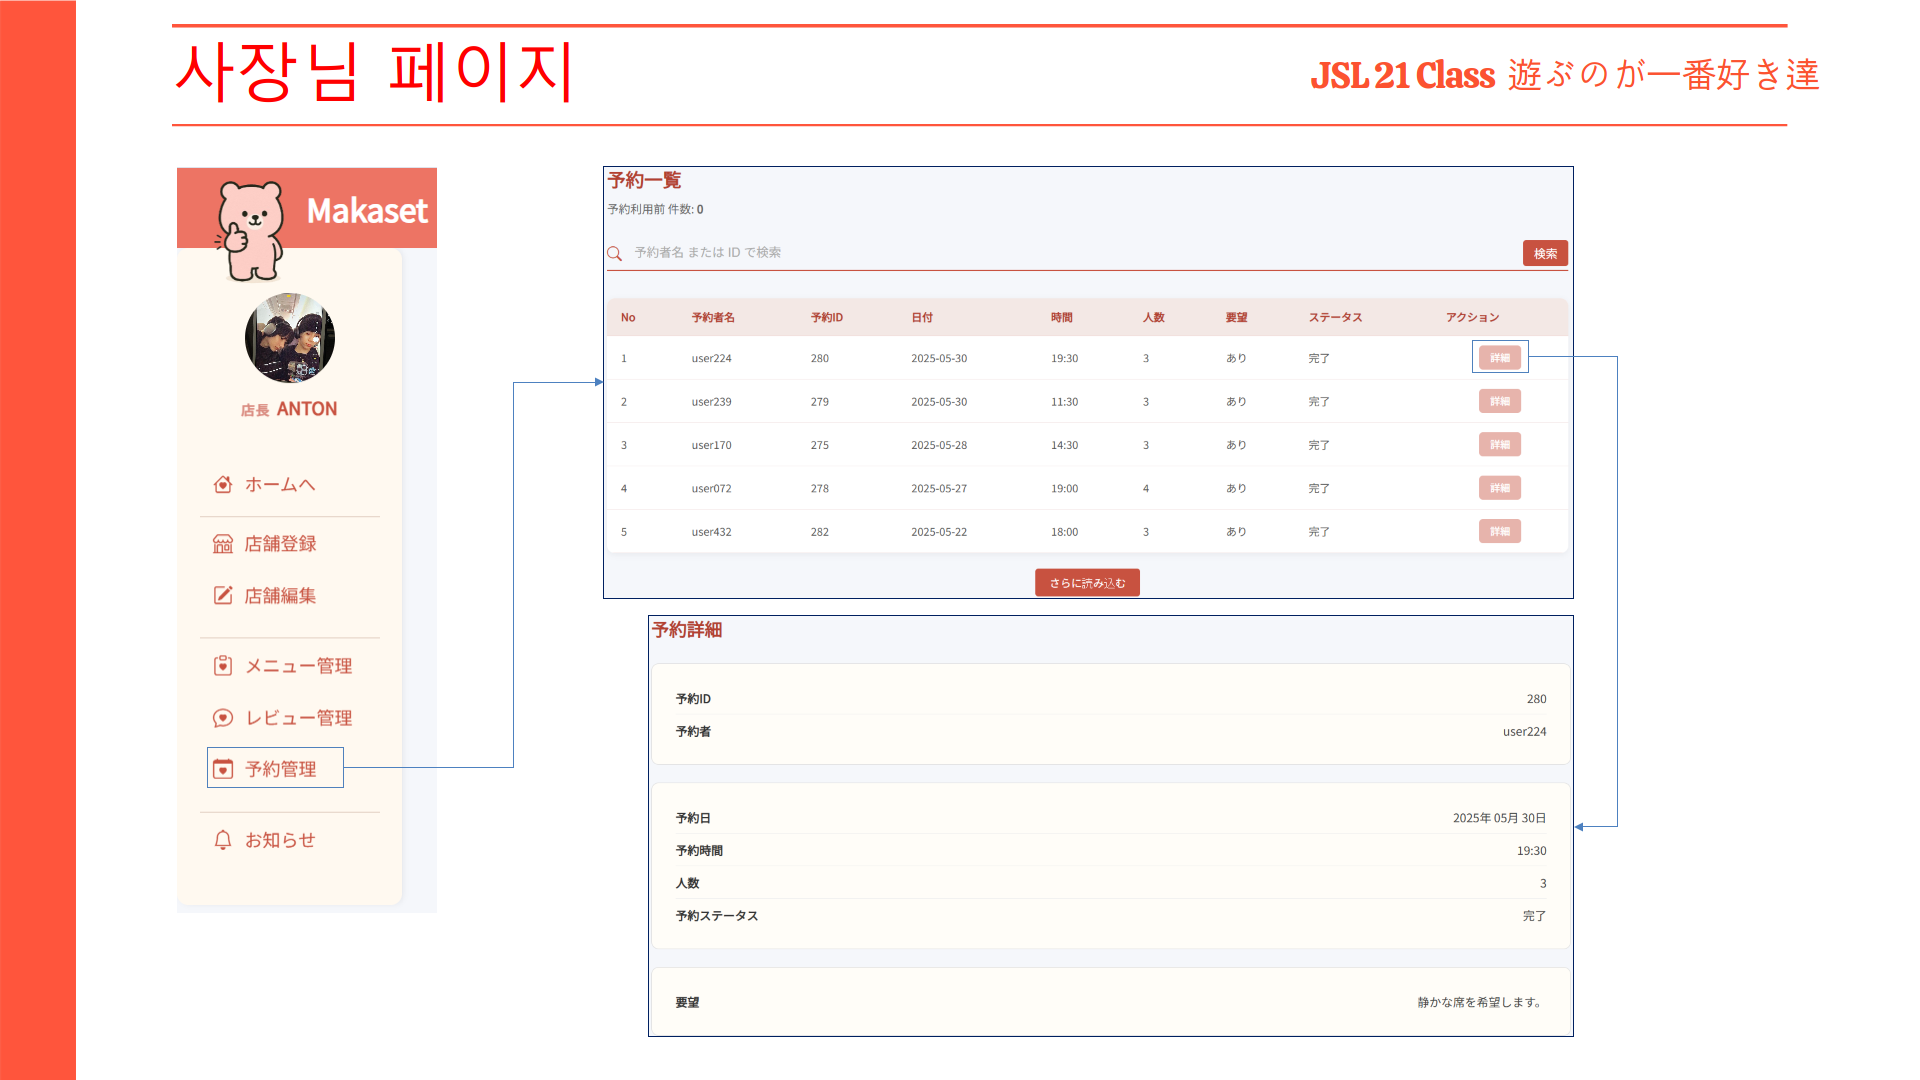 사장님 페이지
JSL 21 Class 遊ぶのが一番好き達
Makaset
店長 ANTON
ホームへ
店舗登録
店舗編集
メニュー管理
レビュー管理
予約管理
お知らせ
予約一覧
予約利用前 件数: 0
予約者名 または ID で検索 検索
No 予約者名 予約ID 日付 時間 人数 要望 ステータス アクション
1 user224 280 2025-05-30 19:30 3 あり 完了 詳細
2 user239 279 2025-05-30 11:30 3 あり 完了 詳細
3 user170 275 2025-05-28 14:30 3 あり 完了 詳細
4 user072 278 2025-05-27 19:00 4 あり 完了 詳細
5 user432 282 2025-05-22 18:00 3 あり 完了 詳細
さらに読み込む
予約詳細
予約ID 280
予約者 user224
予約日 2025年 05月 30日
予約時間 19:30
人数 3
予約ステータス 完了
要望 静かな席を希望します。